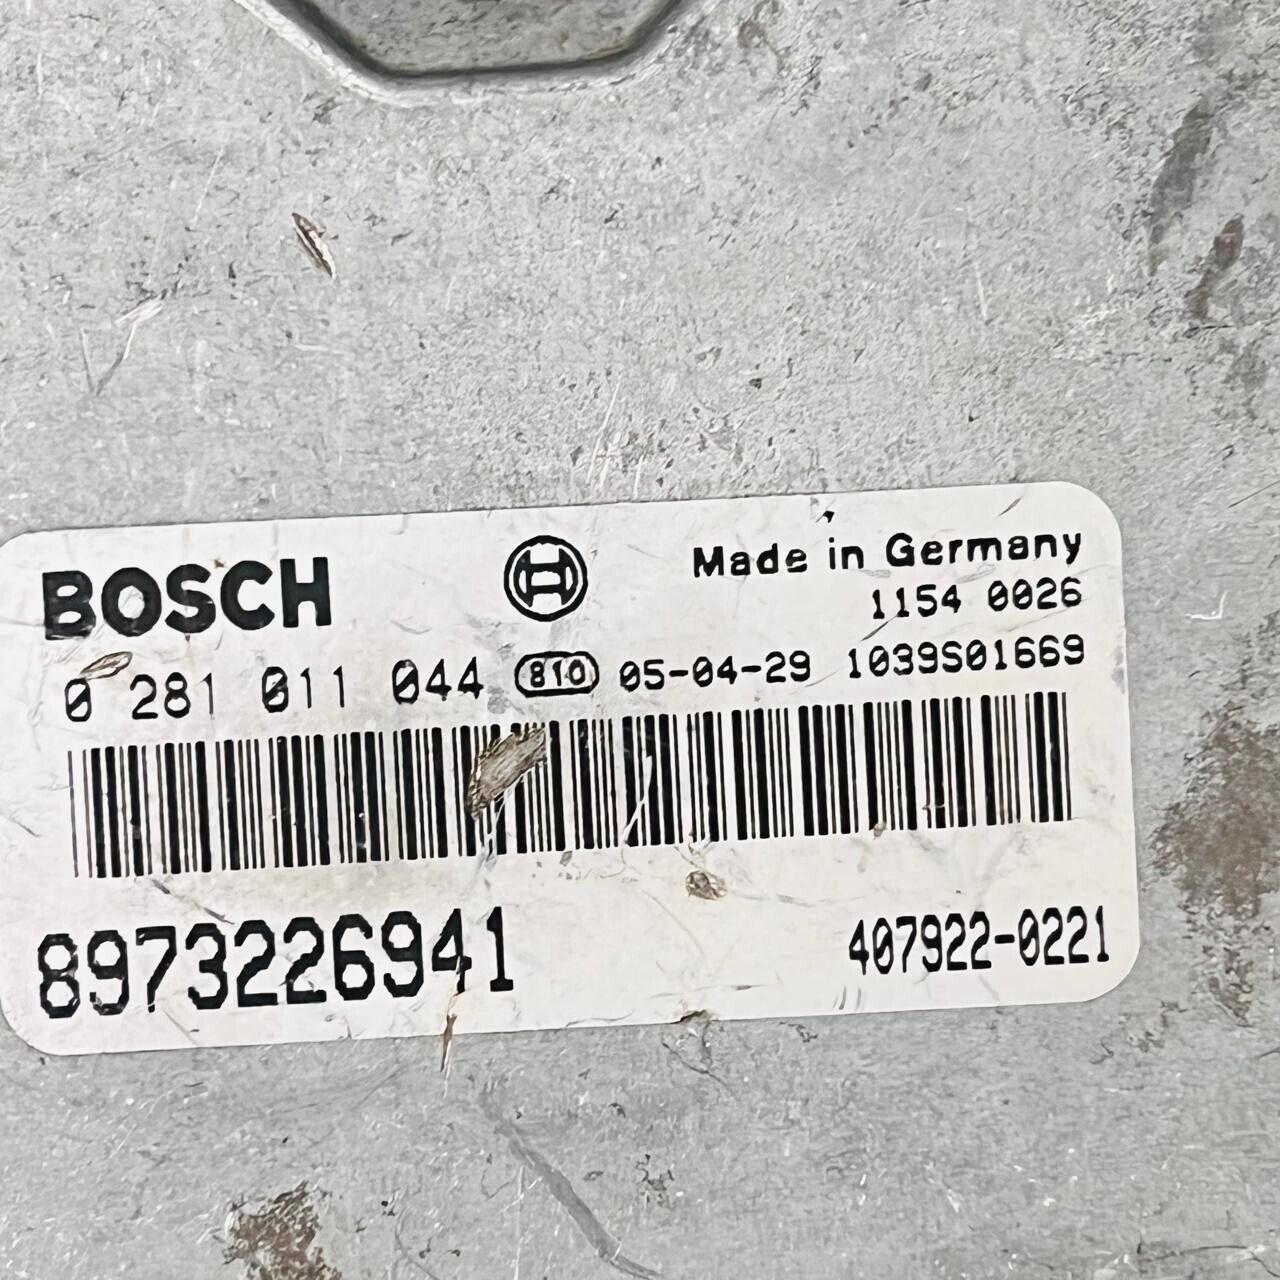 BOSCH
Made in Germany
1154 0026
0 281 011 044 810 05-04-29 1039S01669
8973226941 407922-0221